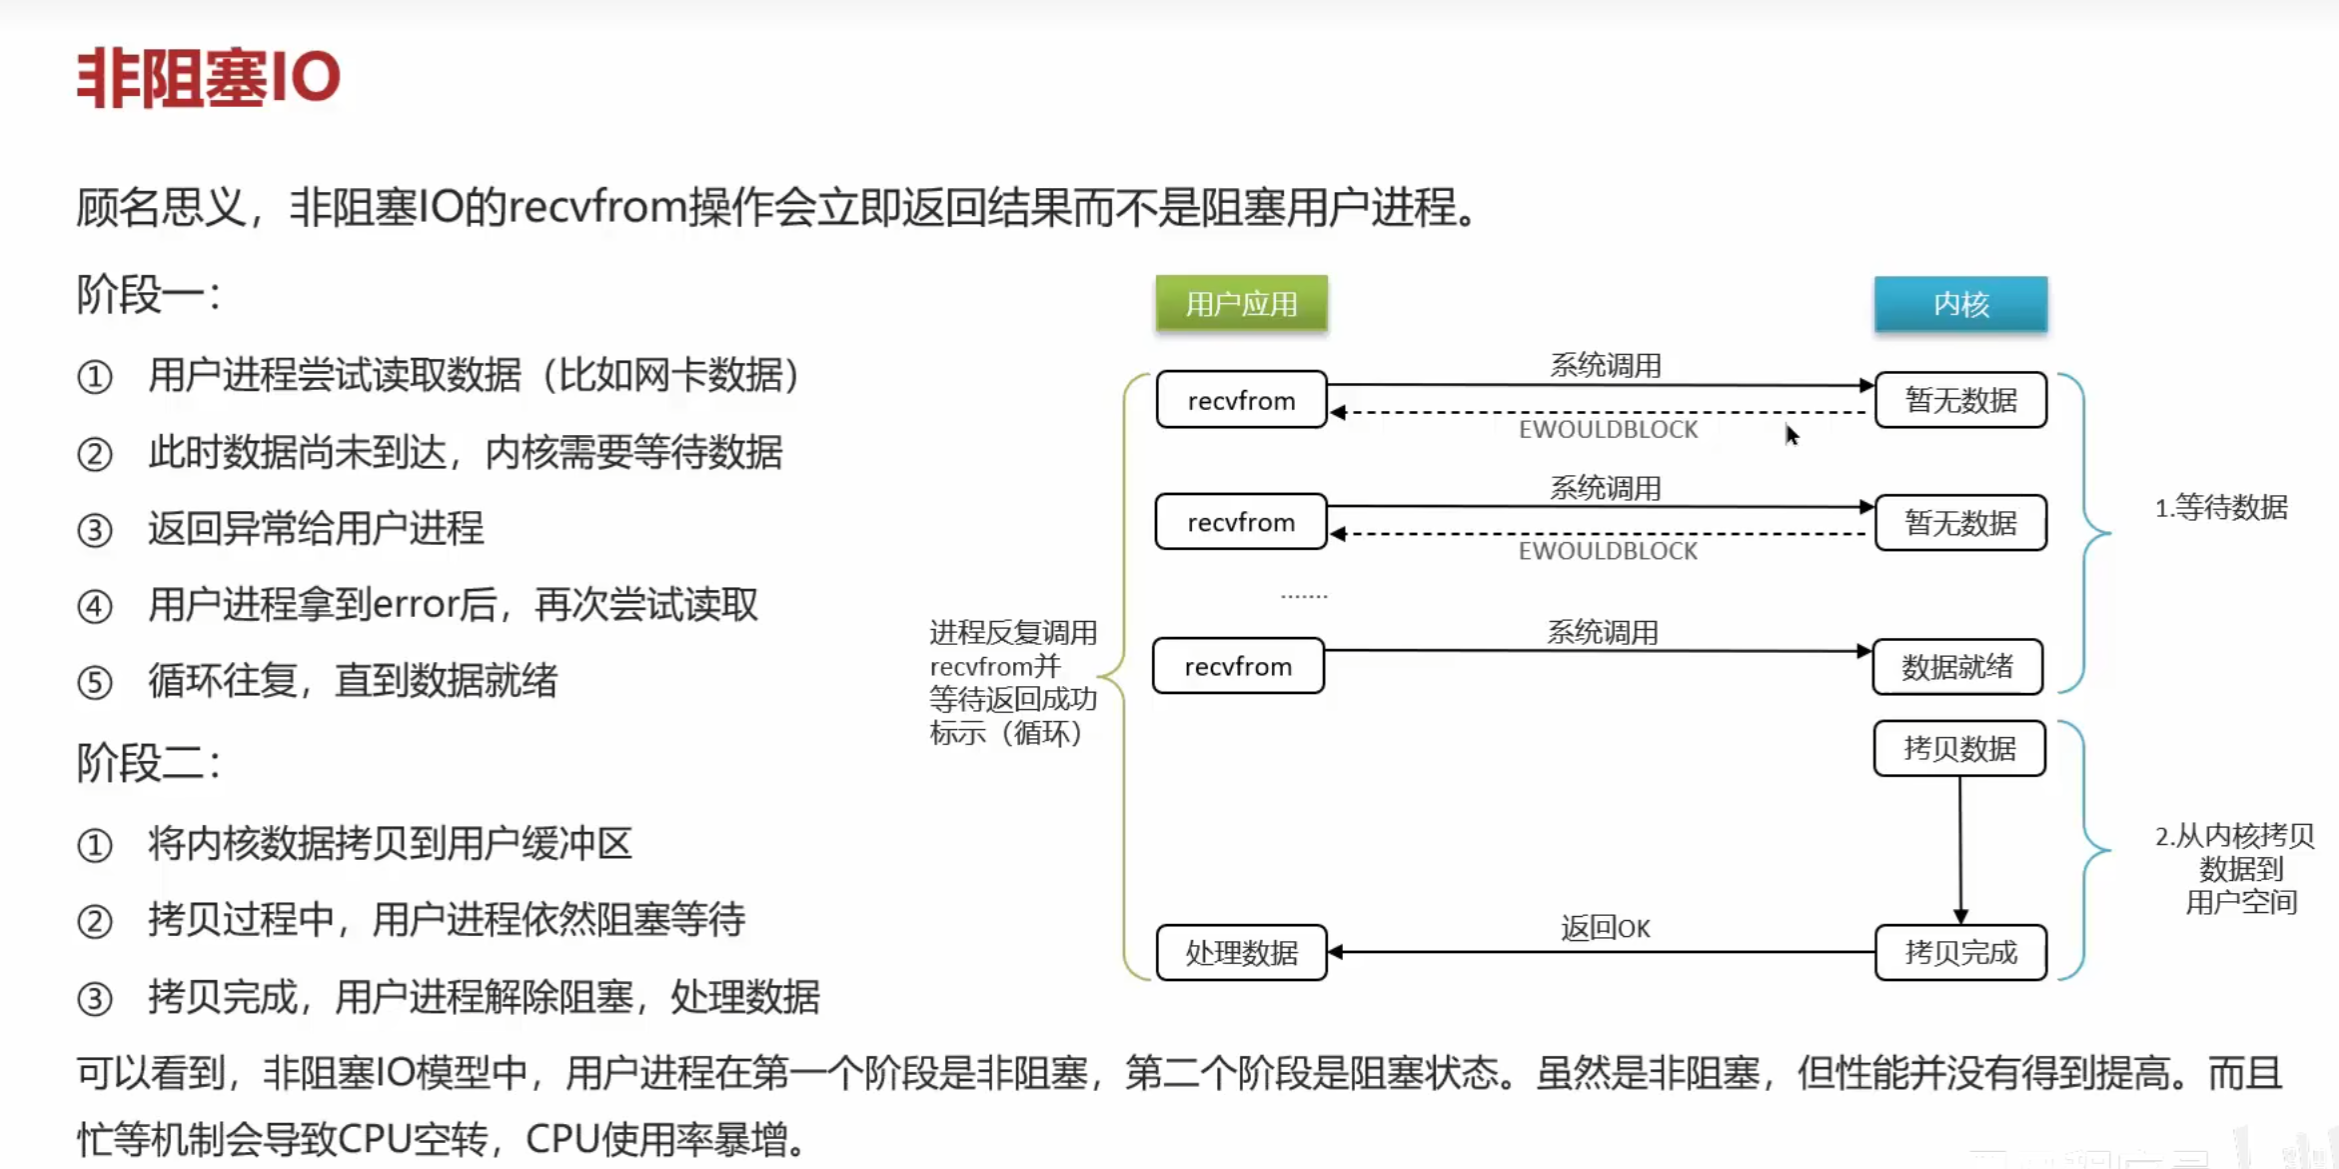 非阻塞IO
顾名思义，非阻塞IO的recvfrom操作会立即返回结果而不是阻塞用户进程。
阶段一：
① 用户进程尝试读取数据（比如网卡数据）
② 此时数据尚未到达，内核需要等待数据
③ 返回异常给用户进程
④ 用户进程拿到error后，再次尝试读取
⑤ 循环往复，直到数据就绪
阶段二：
① 将内核数据拷贝到用户缓冲区
② 拷贝过程中，用户进程依然阻塞等待
③ 拷贝完成，用户进程解除阻塞，处理数据
用户应用
内核
recvfrom
系统调用
暂无数据
EWOULDBLOCK
recvfrom
系统调用
暂无数据
EWOULDBLOCK
.......
recvfrom
系统调用
数据就绪
进程反复调用
recvfrom并
等待返回成功
标示（循环）
1.等待数据
拷贝数据
2.从内核拷贝
数据到
用户空间
处理数据
返回OK
拷贝完成
可以看到，非阻塞IO模型中，用户进程在第一个阶段是非阻塞，第二个阶段是阻塞状态。虽然是非阻塞，但性能并没有得到提高。而且
忙等机制会导致CPU空转，CPU使用率暴增。